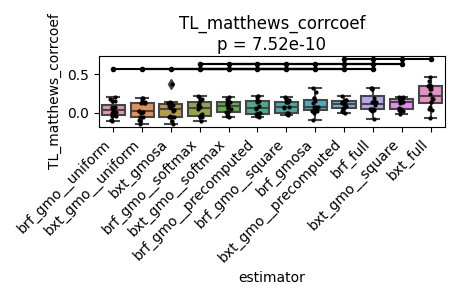 TL_matthews_corrcoef
p = 7.52e-10
TL_matthews_corrcoef
0.5
0.0
brf_gmo__uniform
bxt_gmo__uniform
bxt_gmosa
brf_gmo__softmax
bxt_gmo__softmax
brf_gmo__precomputed
brf_gmo__square
brf_gmosa
bxt_gmo__precomputed
brf_full
bxt_gmo__square
bxt_full
estimator